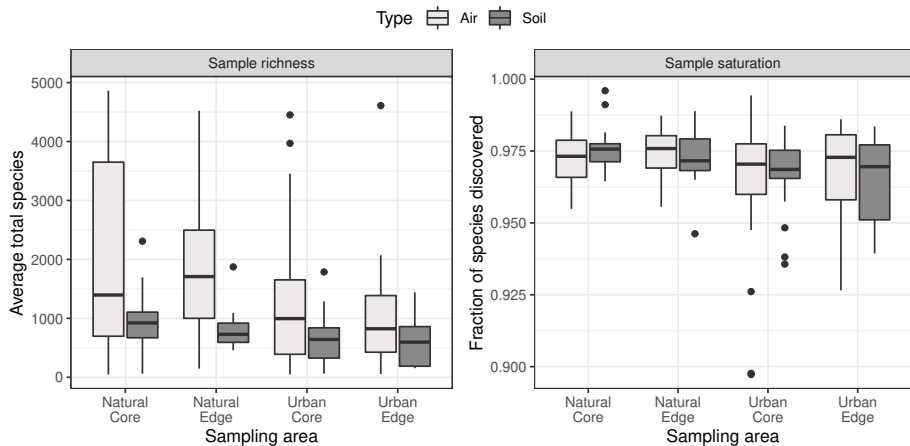 Type Air Soil
Sample richness
Sample saturation
Average total species
5000
4000
3000
2000
1000
0
Natural Core
Natural Edge
Urban Core
Urban Edge
Sampling area
Fraction of species discovered
1.000
0.975
0.950
0.925
0.900
Natural Core
Natural Edge
Urban Core
Urban Edge
Sampling area